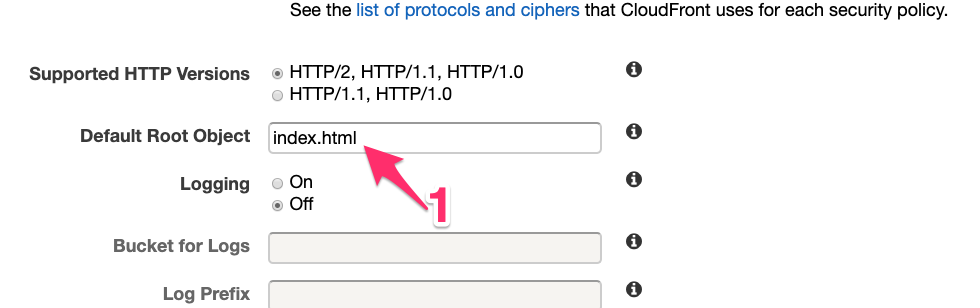 See the list of protocols and ciphers that CloudFront uses for each security policy.
Supported HTTP Versions
HTTP/2, HTTP/1.1, HTTP/1.0
HTTP/1.1, HTTP/1.0
Default Root Object
index.html
Logging
On
Off
1
Bucket for Logs
Log Prefix